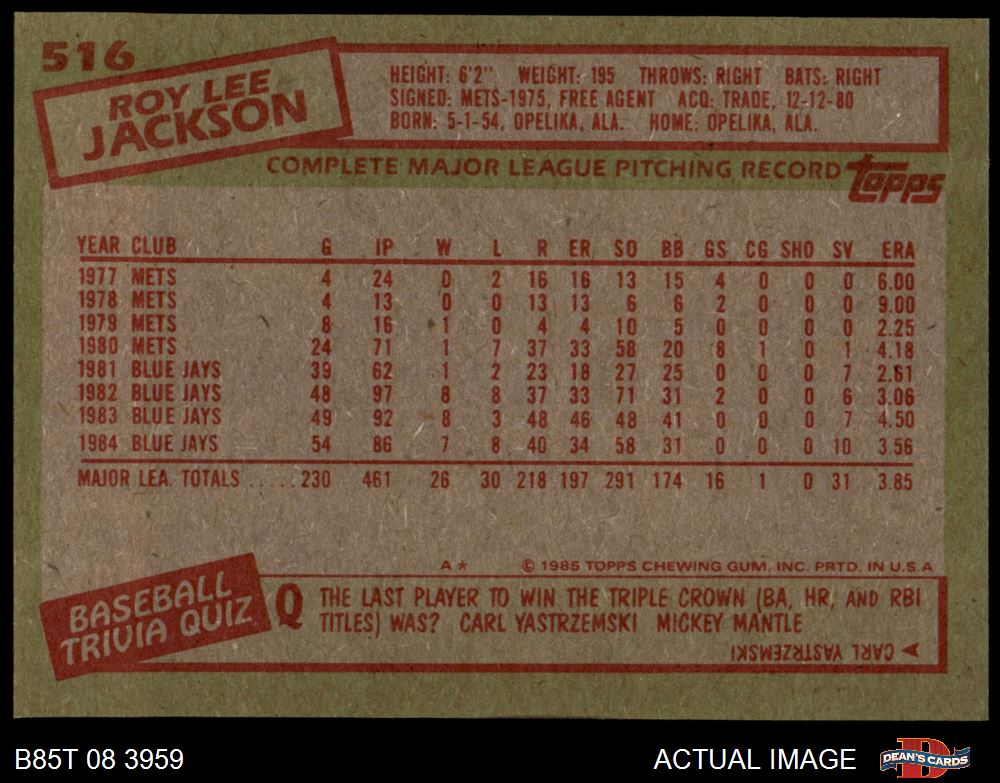 516
ROY LEE
JACKSON
HEIGHT: 6'2" WEIGHT: 195 THROWS: RIGHT BATS: RIGHT
SIGNED: METS-1975, FREE AGENT ACQ: TRADE, 12-12-80
BORN: 5-1-54, OPELIKA, ALA. HOME: OPELIKA, ALA.
COMPLETE MAJOR LEAGUE PITCHING RECORD topps
YEAR CLUB G IP W L R ER SO BB GS CG SHO SV ERA
1977 METS 4 24 0 2 16 16 13 15 4 0 0 0 6.00
1978 METS 4 13 0 0 13 13 6 6 2 0 0 0 9.00
1979 METS 8 16 1 0 4 4 10 5 0 0 0 0 2.25
1980 METS 24 71 1 7 37 33 58 20 8 1 0 1 4.18
1981 BLUE JAYS 39 62 1 2 23 18 27 25 0 0 0 7 2.61
1982 BLUE JAYS 48 97 8 8 37 33 71 31 2 0 0 6 3.06
1983 BLUE JAYS 49 92 8 3 48 46 48 41 0 0 0 7 4.50
1984 BLUE JAYS 54 86 7 8 40 34 58 31 0 0 0 10 3.56
MAJOR LEA. TOTALS .....230 461 26 30 218 197 291 174 16 1 0 31 3.85
A* © 1985 TOPPS CHEWING GUM, INC. PRTD. IN U.S.A
BASEBALL
TRIVIA QUIZ
Q THE LAST PLAYER TO WIN THE TRIPLE CROWN (BA, HR, AND RBI
TITLES) WAS? CARL YASTRZEMSKI MICKEY MANTLE
CARL YASTRZEMSKI
B85T 08 3959 ACTUAL IMAGE DEAN'S CARDS